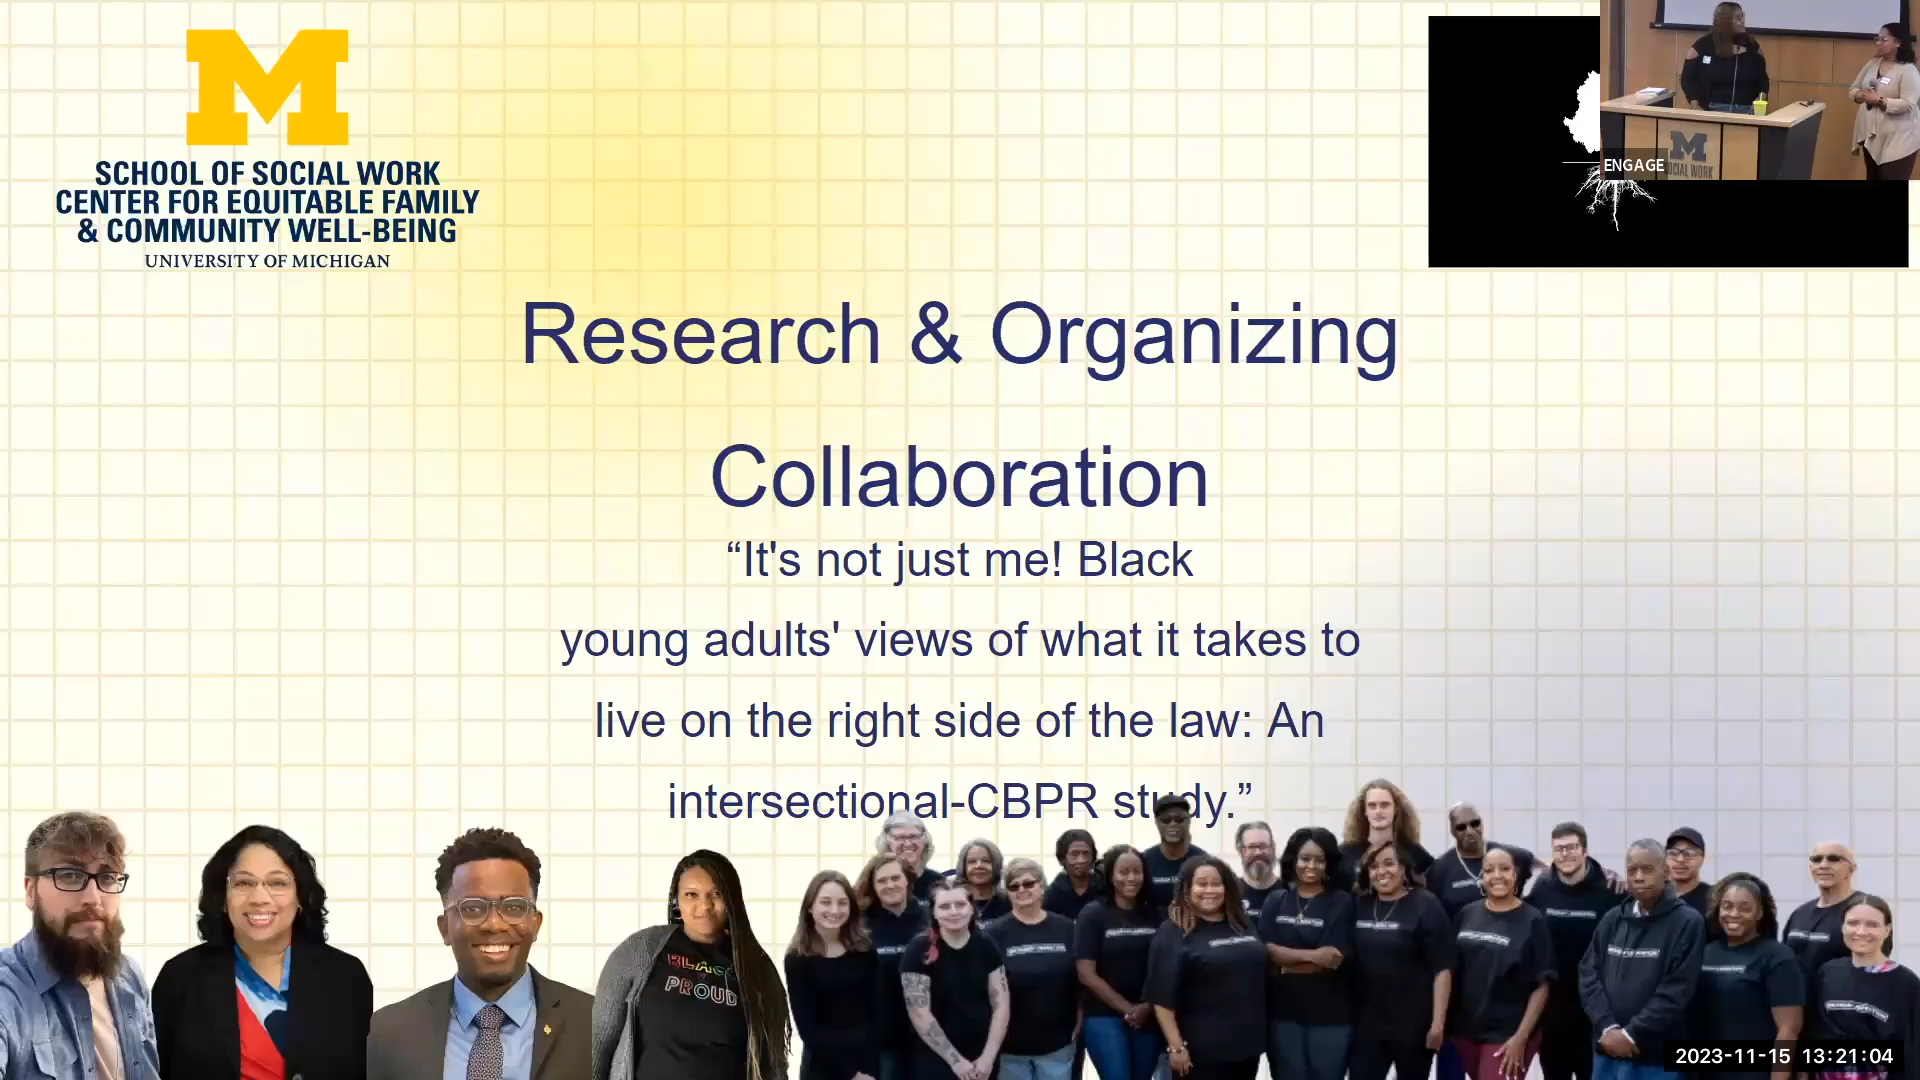 M
SCHOOL OF SOCIAL WORK
CENTER FOR EQUITABLE FAMILY
& COMMUNITY WELL-BEING
UNIVERSITY OF MICHIGAN
ENGAGE
M
SOCIAL WORK
Research & Organizing
Collaboration
“It's not just me! Black
young adults' views of what it takes to
live on the right side of the law: An
intersectional-CBPR study.”
BLACK
PROUD
2023-11-15 13:21:04